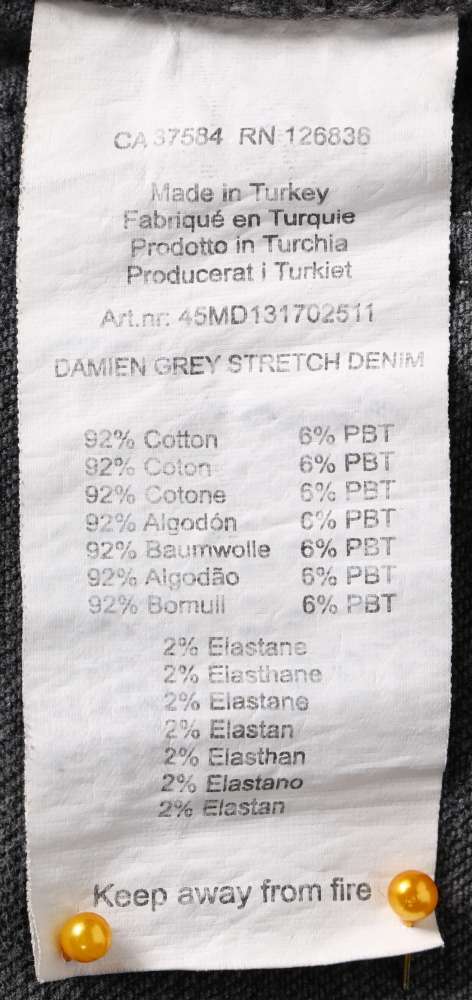 CA 37584 RN 126836
Made in Turkey
Fabriqué en Turquie
Prodotto in Turchia
Producerat i Turkiet
Art.nr: 45MD131702511
DAMIEN GREY STRETCH DENIM
92% Cotton 6% PBT
92% Coton 6% PBT
92% Cotone 6% PBT
92% Algodón 6% PBT
92% Baumwolle 6% PBT
92% Algodão 6% PBT
92% Bomull 6% PBT
2% Elastane
2% Elasthane
2% Elastane
2% Elastan
2% Elasthan
2% Elastano
2% Elastan
Keep away from fire